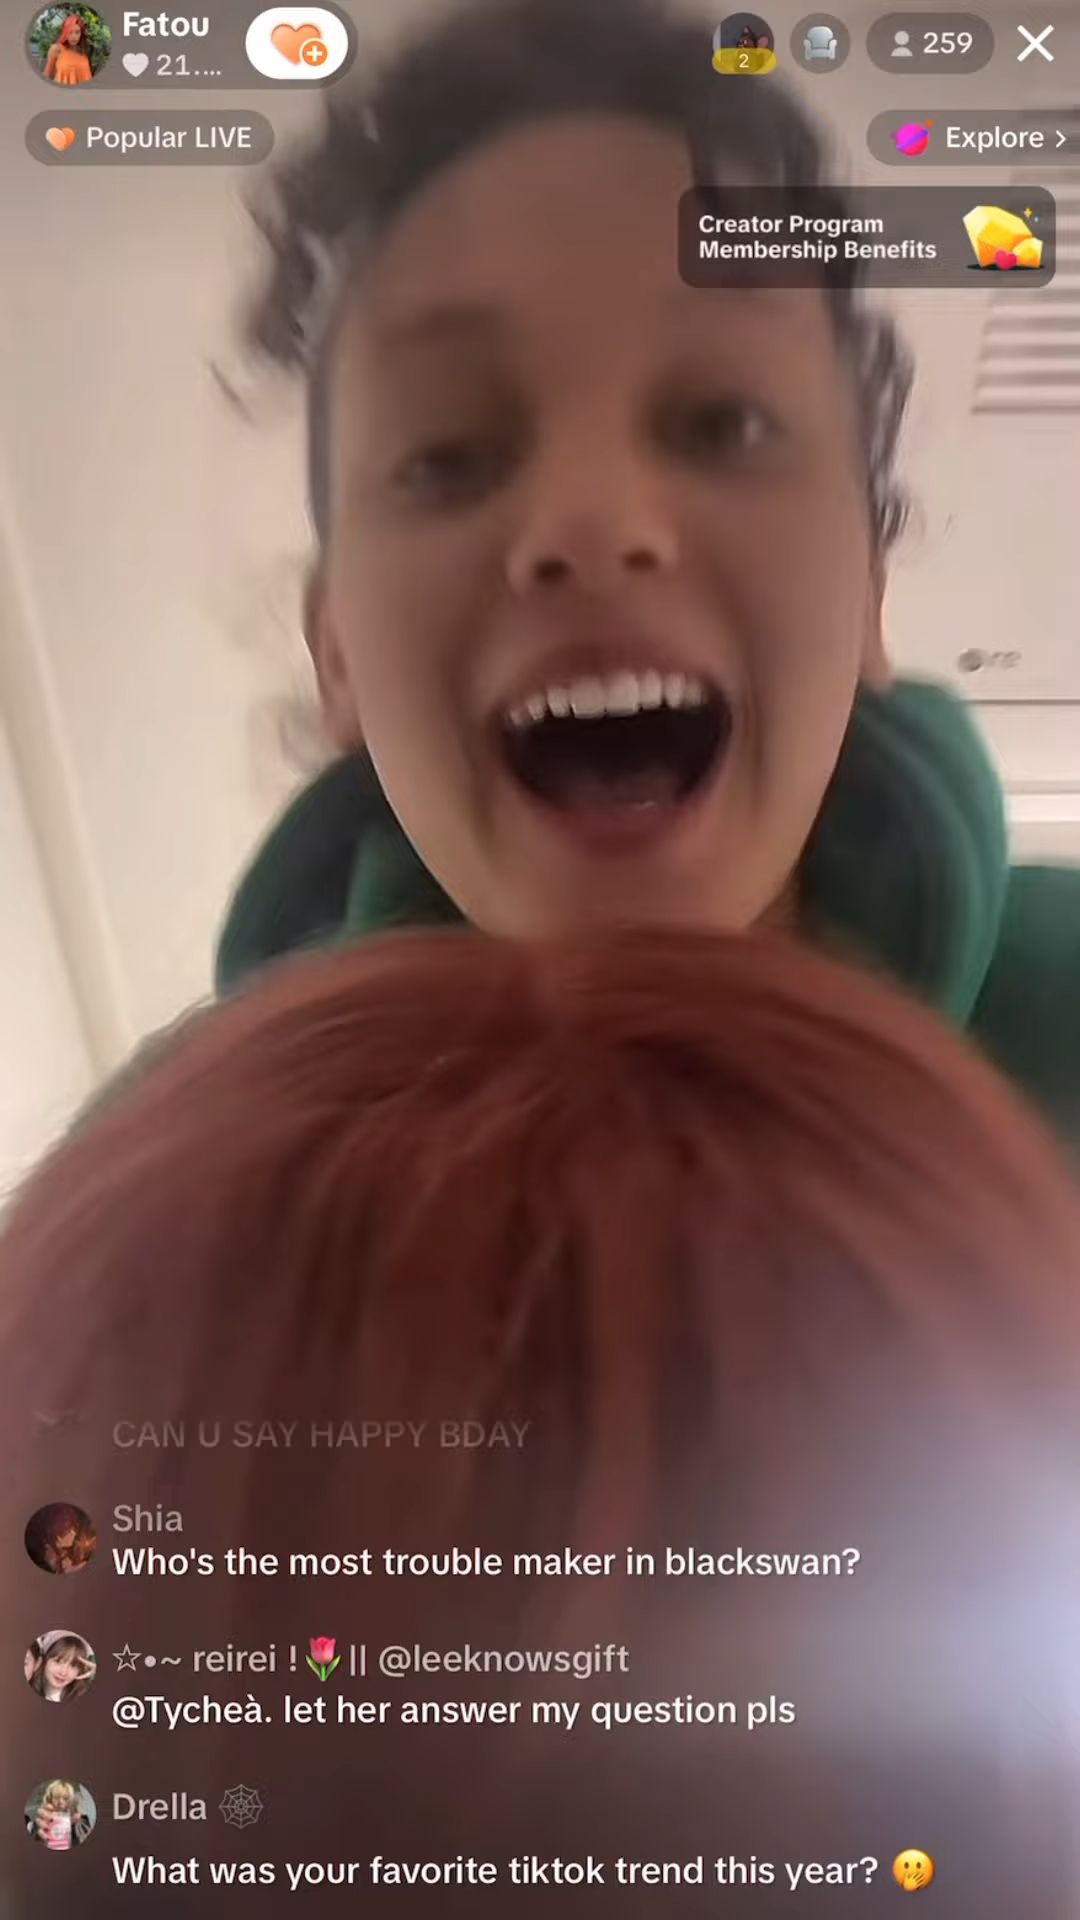 Fatou
21....
2
259
Popular LIVE
Explore >
Creator Program
Membership Benefits
CAN U SAY HAPPY BDAY
Shia
Who's the most trouble maker in blackswan?
☆•~ reirei !🌷|| @leeknowsgift
@Tycheà. let her answer my question pls
Drella 🕸
What was your favorite tiktok trend this year? 🫢